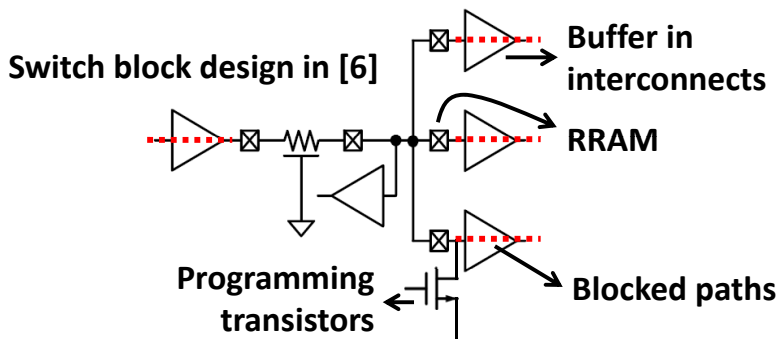 Switch block design in [6]
Buffer in
interconnects
RRAM
Programming
transistors
Blocked paths